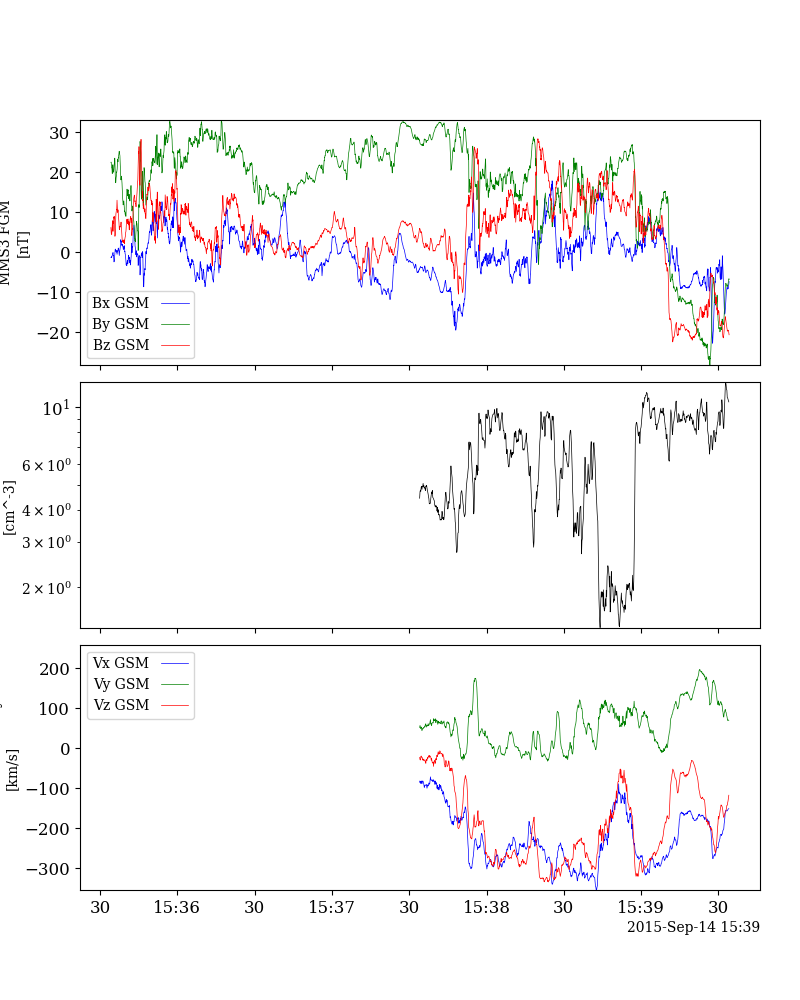 30
20
10
0
−10
−20
MMS3 FGM
[nT]
Bx GSM
By GSM
Bz GSM
10¹
6 × 10⁰
4 × 10⁰
3 × 10⁰
2 × 10⁰
[cm^-3]
200
100
0
−100
−200
−300
[km/s]
Vx GSM
Vy GSM
Vz GSM
30
15:36
30
15:37
30
15:38
30
15:39
30
2015-Sep-14 15:39